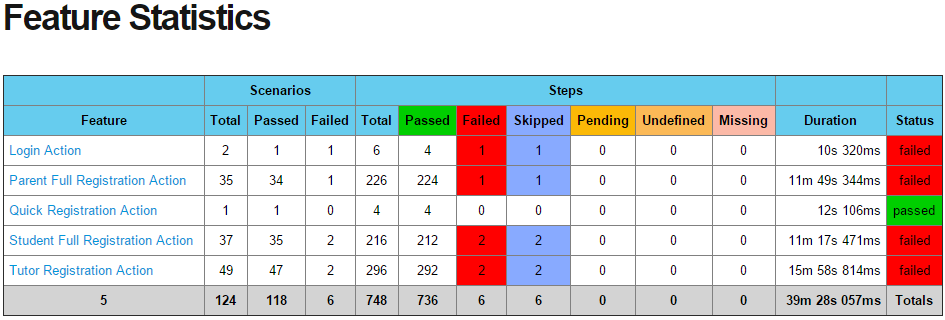 Feature Statistics
Scenarios Steps
Feature Total Passed Failed Total Passed Failed Skipped Pending Undefined Missing Duration Status
Login Action 2 1 1 6 4 1 1 0 0 0 10s 320ms failed
Parent Full Registration Action 35 34 1 226 224 1 1 0 0 0 11m 49s 344ms failed
Quick Registration Action 1 1 0 4 4 0 0 0 0 0 12s 106ms passed
Student Full Registration Action 37 35 2 216 212 2 2 0 0 0 11m 17s 471ms failed
Tutor Registration Action 49 47 2 296 292 2 2 0 0 0 15m 58s 814ms failed
5 124 118 6 748 736 6 6 0 0 0 39m 28s 057ms Totals